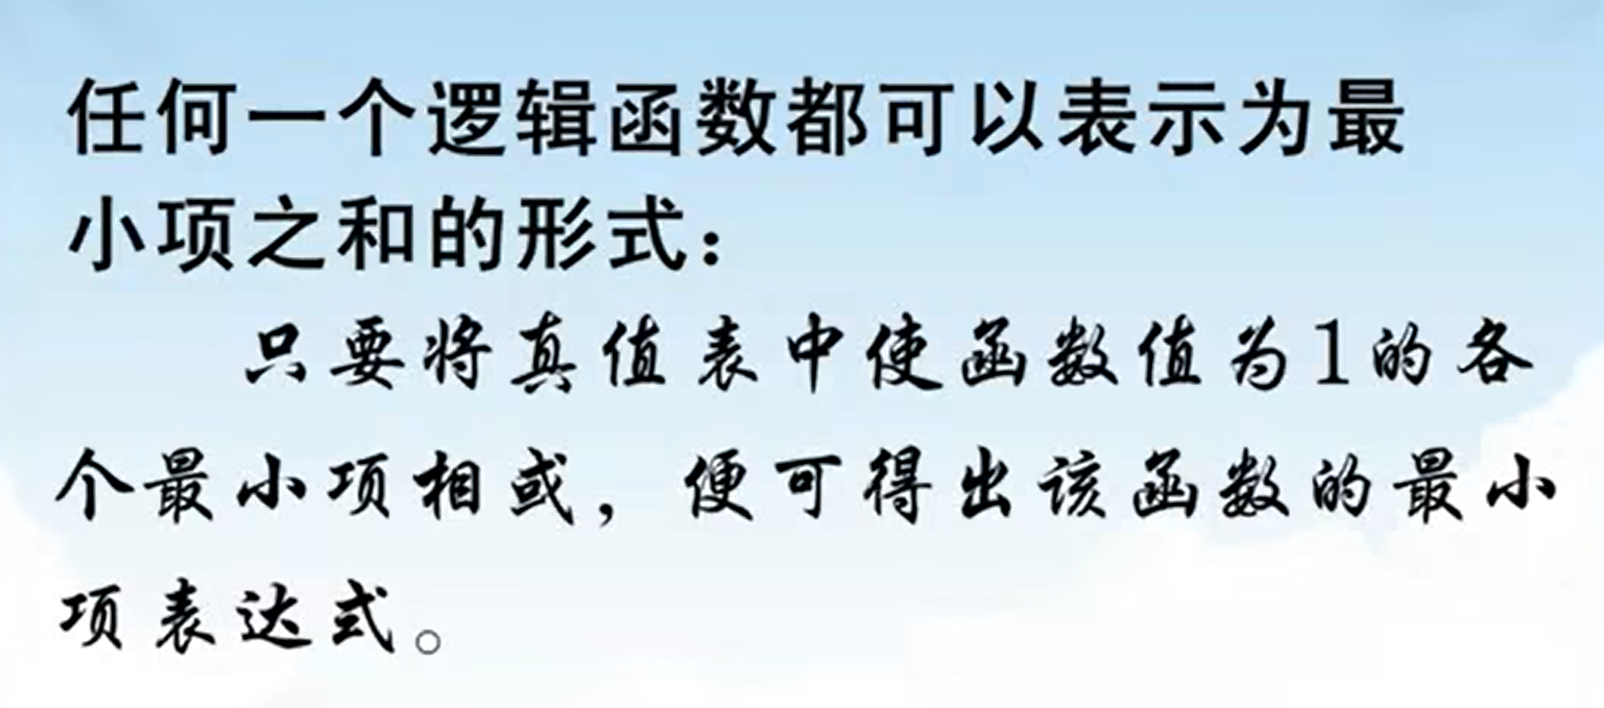 任何一个逻辑函数都可以表示为最
小项之和的形式：
只要将真值表中使函数值为1的各
个最小项相或，便可得出该函数的最小
项表达式。